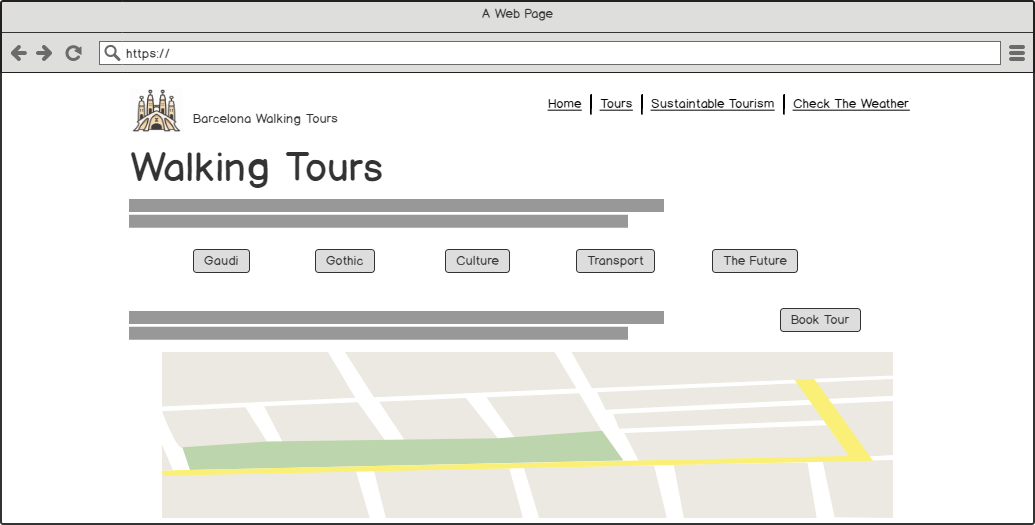 A Web Page
https://
Barcelona Walking Tours
Home
Tours
Sustaintable Tourism
Check The Weather
Walking Tours
Gaudi
Gothic
Culture
Transport
The Future
Book Tour